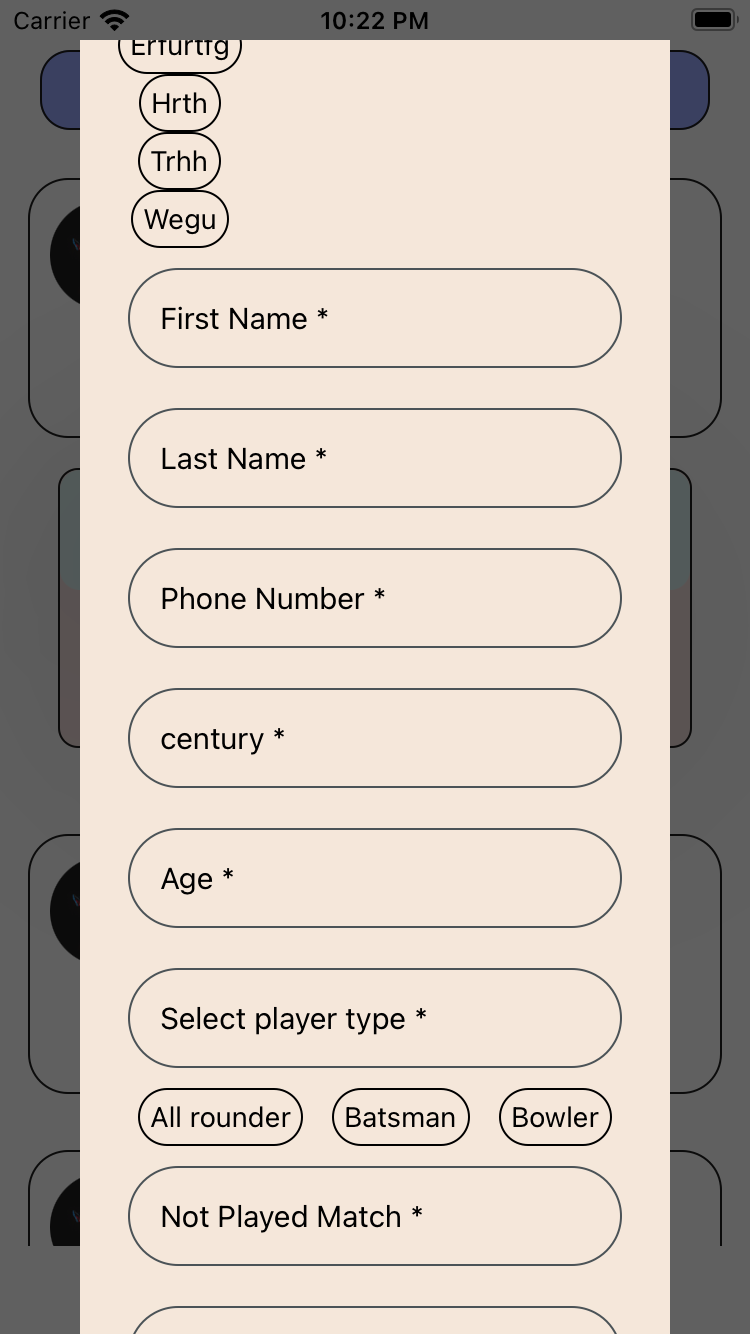 Carrier 10:22 PM
Erfurtfg
Hrth
Trhh
Wegu
First Name *
Last Name *
Phone Number *
century *
Age *
Select player type *
All rounder Batsman Bowler
Not Played Match *